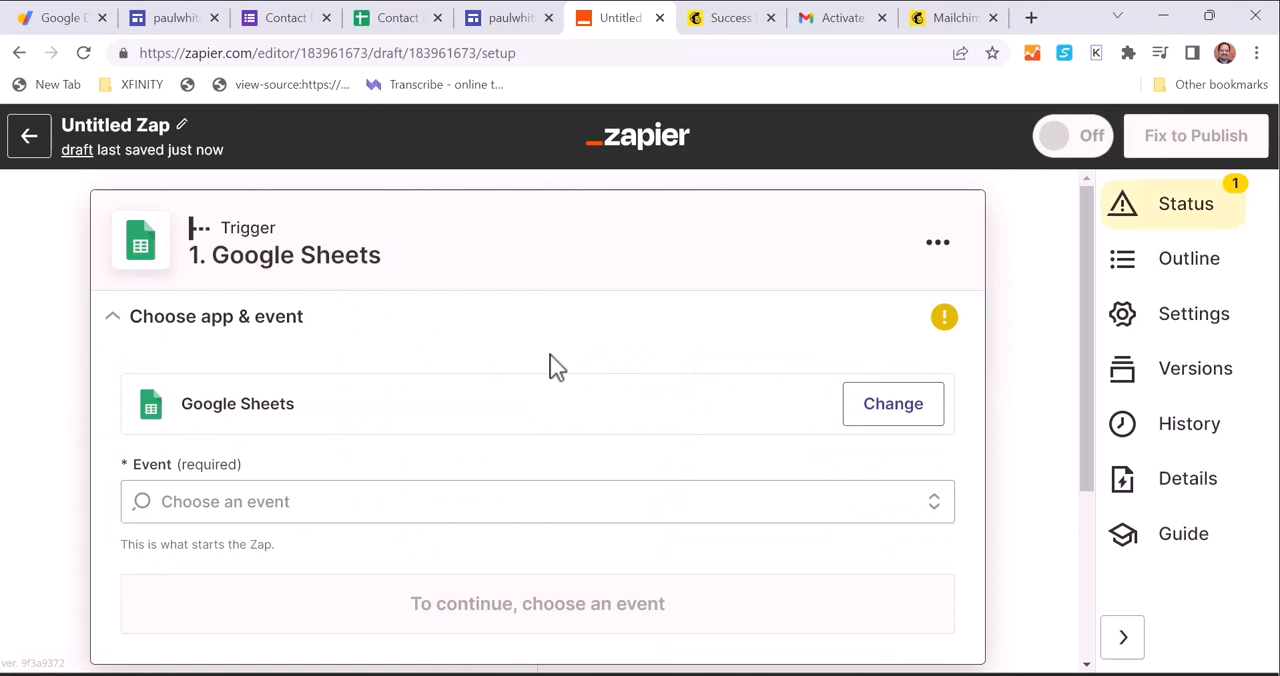 Google D
paulwhit
Contact F
Contact
paulwhit
Untitled
Success |
Activate
Mailchim
https://zapier.com/editor/183961673/draft/183961673/setup
New Tab
XFINITY
view-source:https:/...
Transcribe - online t...
Other bookmarks
Untitled Zap
draft last saved just now
_zapier
Off
Fix to Publish
Trigger
1. Google Sheets
1
Status
Outline
Settings
Versions
History
Details
Guide
Choose app & event
Google Sheets
Change
* Event (required)
Choose an event
This is what starts the Zap.
To continue, choose an event
ver. 9f3a9372